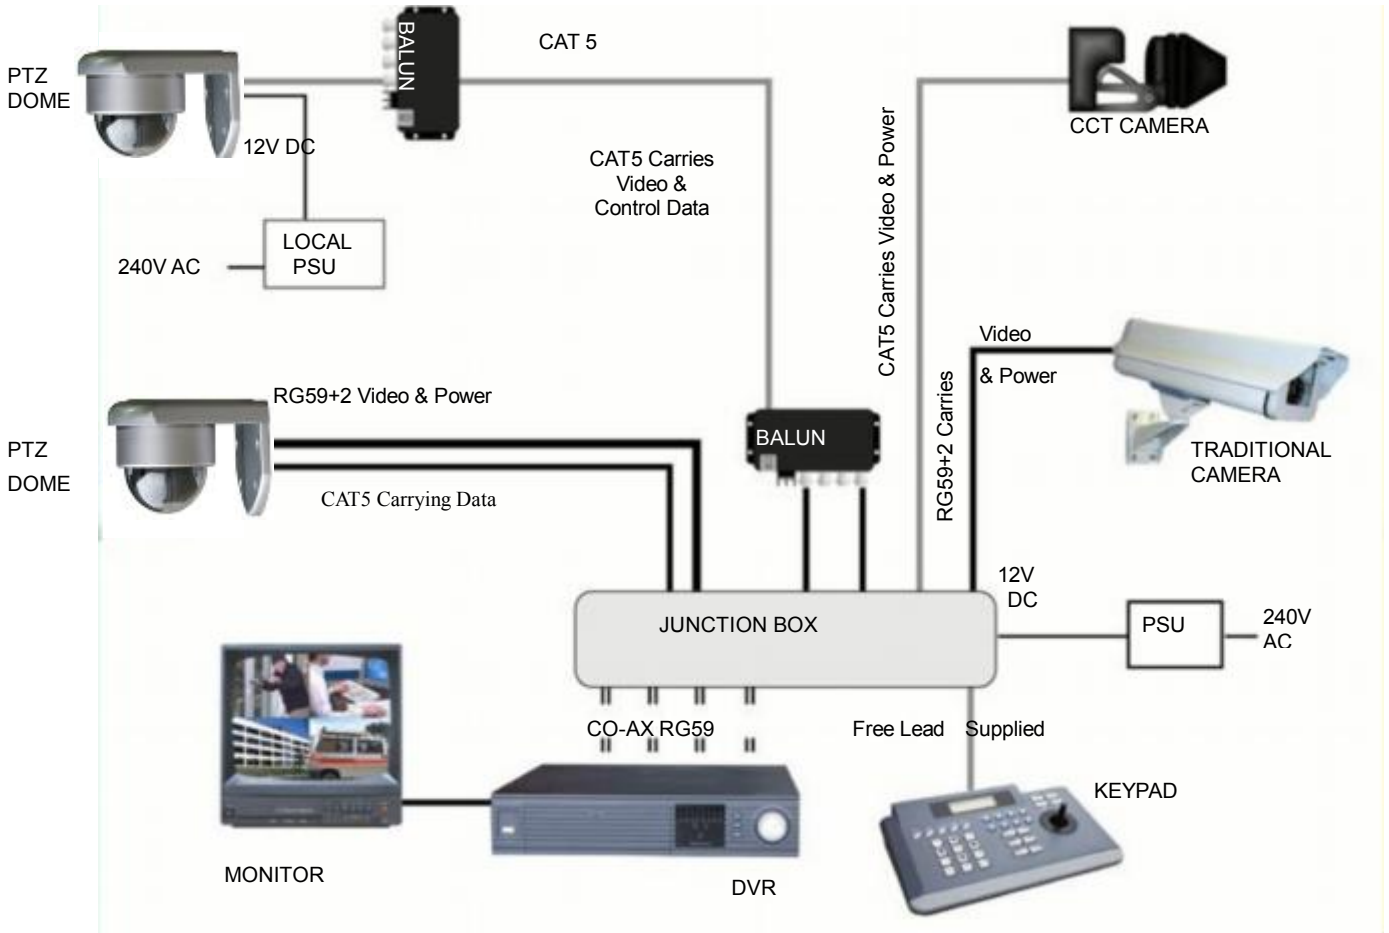 BALUN
CAT 5
PTZ
DOME
12V DC
CCT CAMERA
CAT5 Carries
Video &
Control Data
CAT5 Carries Video & Power
LOCAL
PSU
240V AC
Video
& Power
RG59+2 Carries
RG59+2 Video & Power
PTZ
DOME
CAT5 Carrying Data
BALUN
TRADITIONAL
CAMERA
12V
DC
JUNCTION BOX
PSU
240V
AC
CO-AX RG59
Free Lead Supplied
KEYPAD
MONITOR
DVR